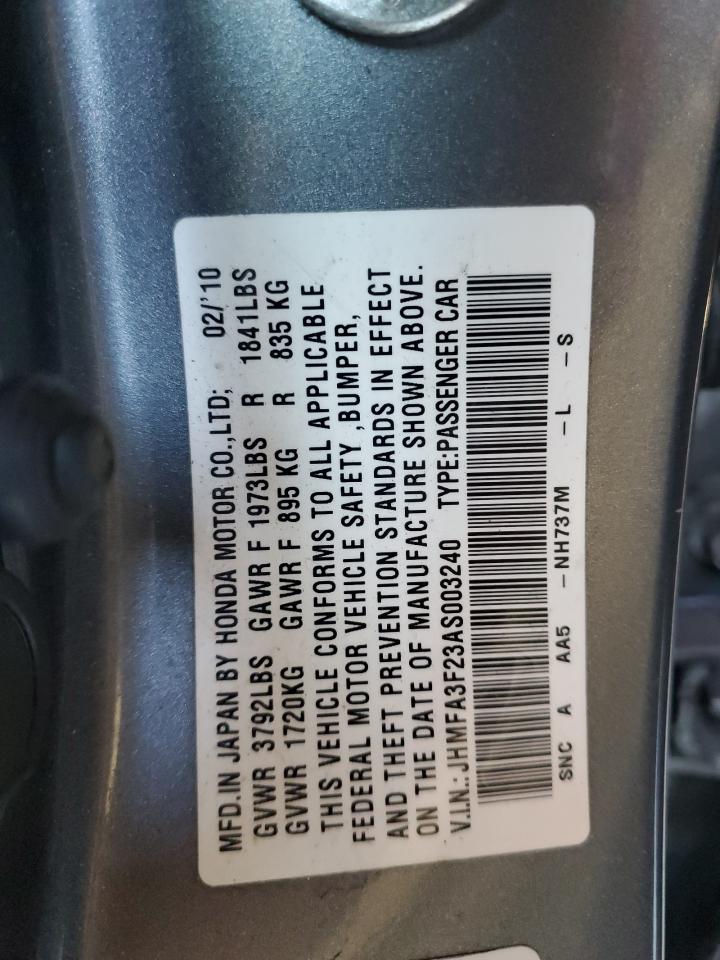 MFD.IN JAPAN BY HONDA MOTOR CO.,LTD; 02/'10
GVWR 3792LBS GAWR F 1973LBS R 1841LBS
GVWR 1720KG GAWR F 895 KG R 835 KG
THIS VEHICLE CONFORMS TO ALL APPLICABLE
FEDERAL MOTOR VEHICLE SAFETY ,BUMPER,
AND THEFT PREVENTION STANDARDS IN EFFECT
ON THE DATE OF MANUFACTURE SHOWN ABOVE.
V.I.N.: JHMFA3F23AS003240 TYPE:PASSENGER CAR
SNC A AA5 -NH737M -L -S